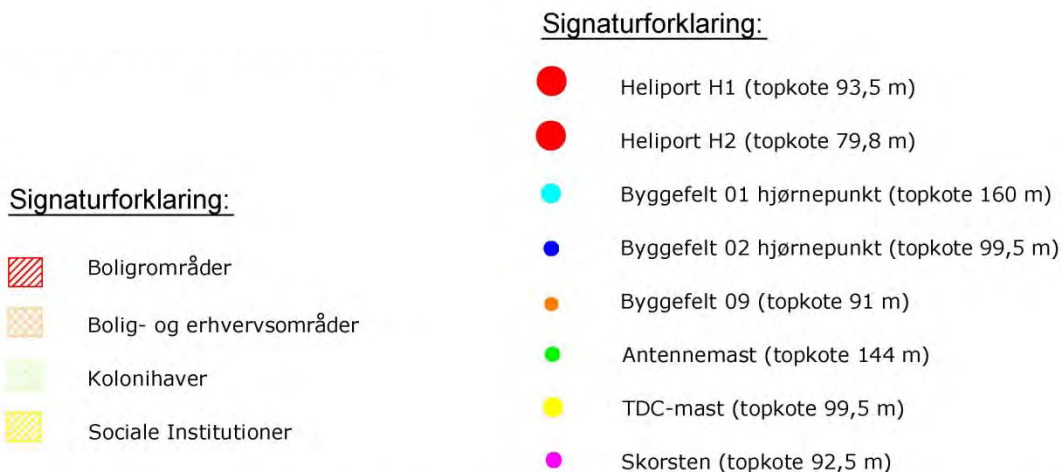 Signaturforklaring:
Boligrområder
Bolig- og erhvervsområder
Kolonihaver
Sociale Institutioner
Signaturforklaring:
Heliport H1 (topkote 93,5 m)
Heliport H2 (topkote 79,8 m)
Byggefelt 01 hjørnepunkt (topkote 160 m)
Byggefelt 02 hjørnepunkt (topkote 99,5 m)
Byggefelt 09 (topkote 91 m)
Antennemast (topkote 144 m)
TDC-mast (topkote 99,5 m)
Skorsten (topkote 92,5 m)